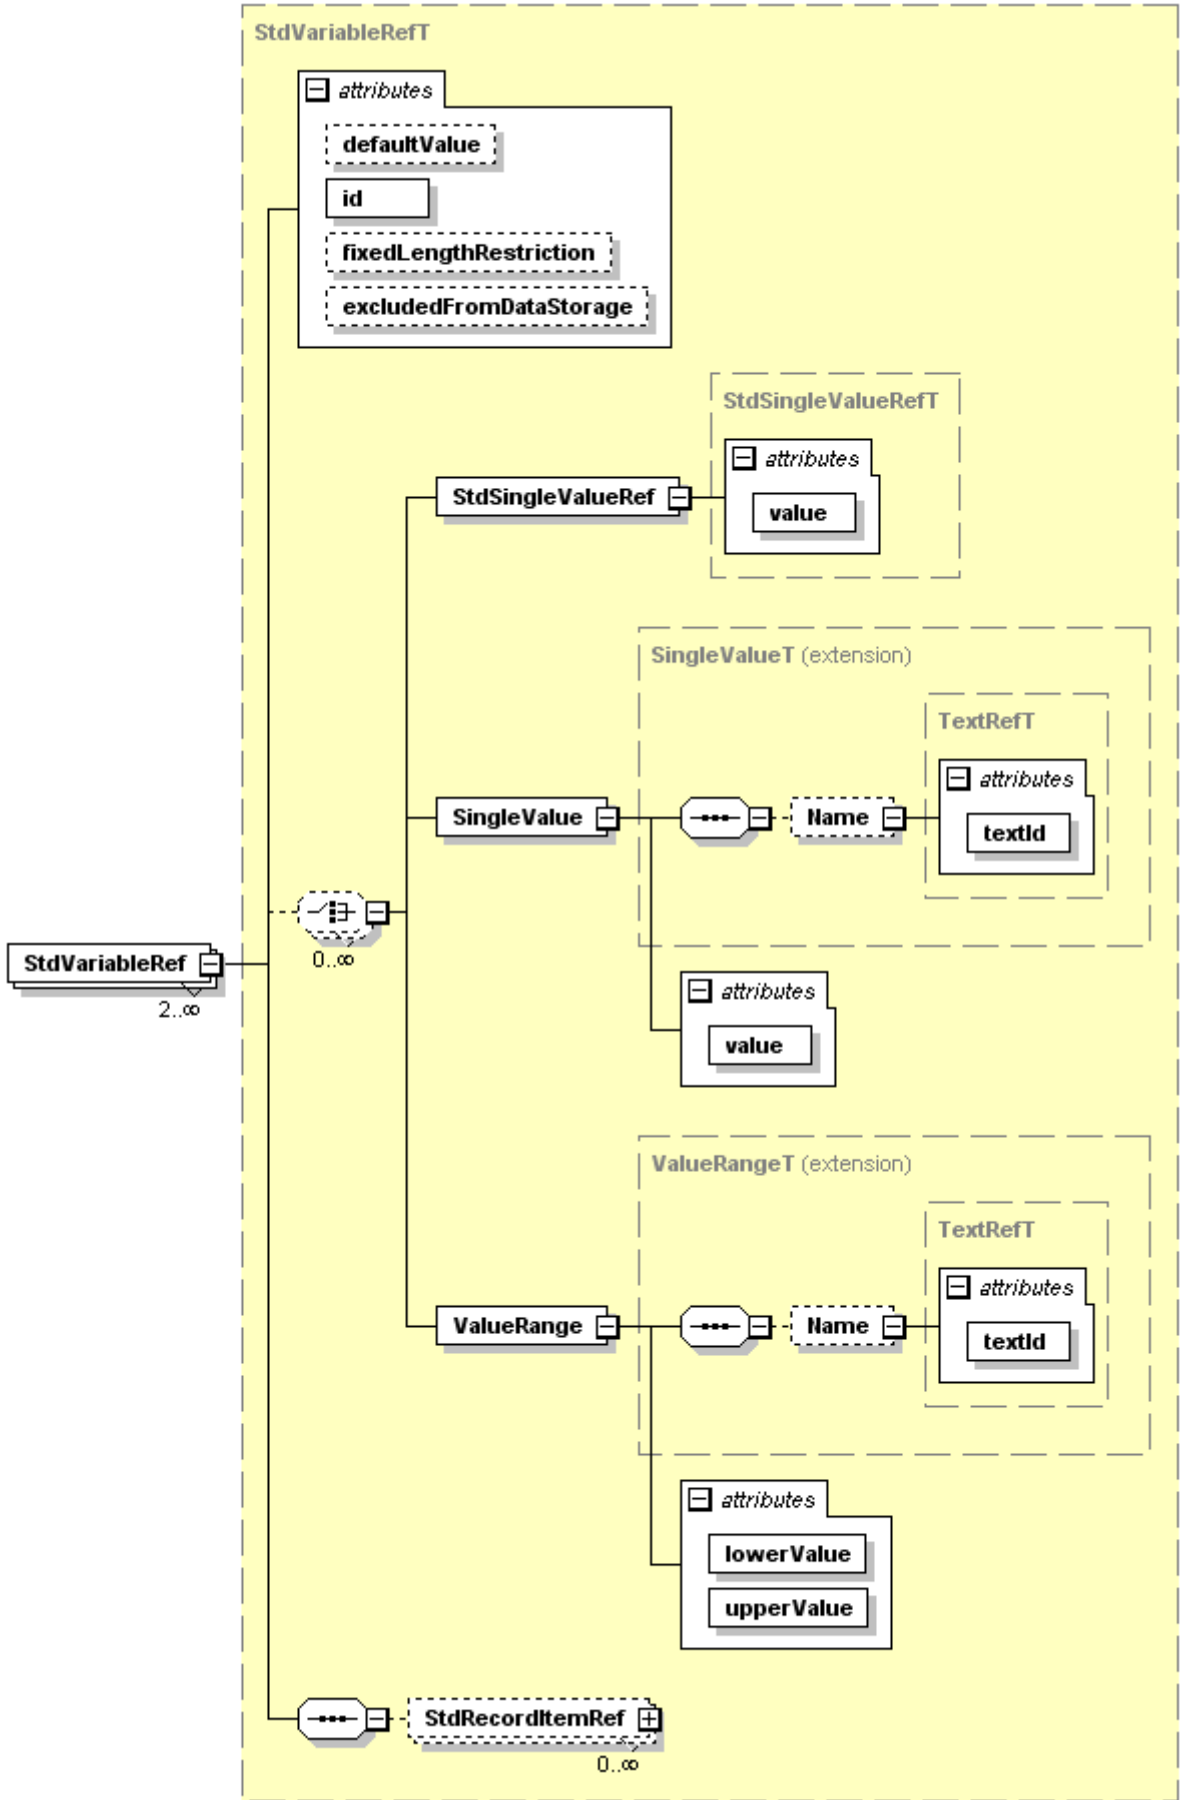 StdVariableRefT
attributes
defaultValue
id
fixedLengthRestriction
excludedFromDataStorage
StdSingleValueRefT
attributes
StdSingleValueRef
value
SingleValueT (extension)
TextRefT
attributes
SingleValue
Name
textId
0..∞
StdVariableRef
2..∞
attributes
value
ValueRangeT (extension)
TextRefT
attributes
ValueRange
Name
textId
attributes
lowerValue
upperValue
StdRecordItemRef
0..∞